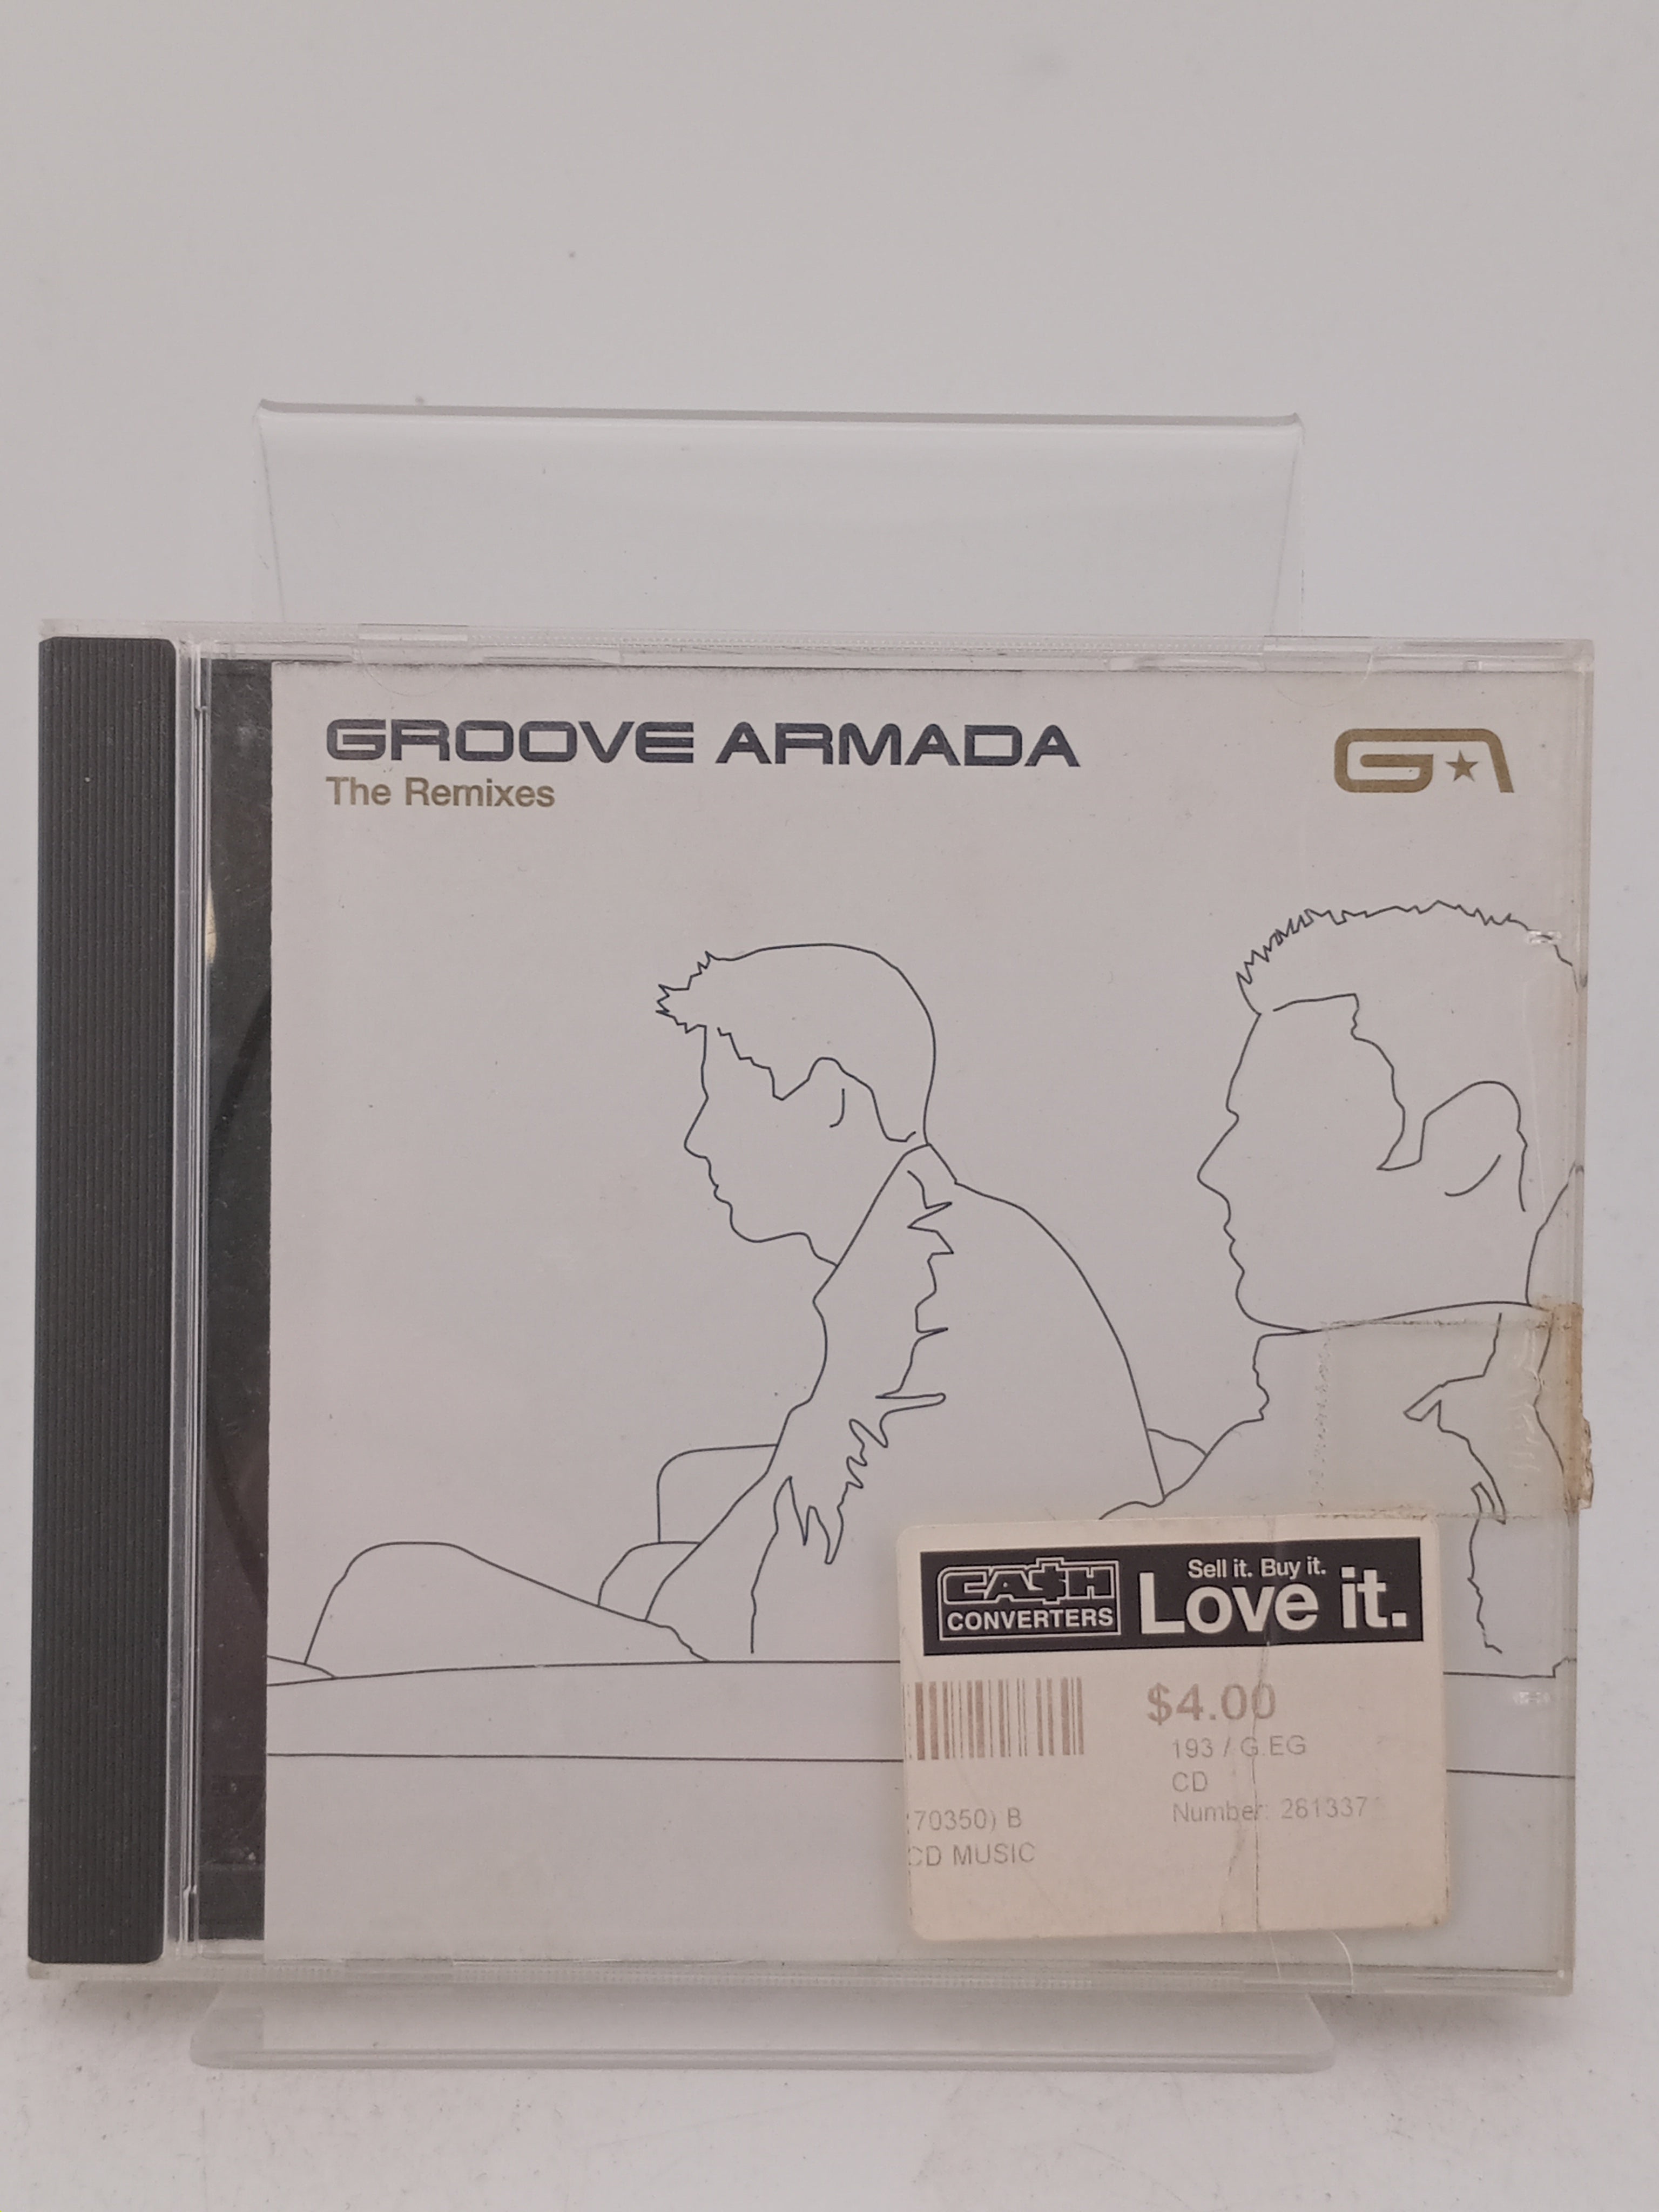 GROOVE ARMADA
The Remixes
GA
CA$H
CONVERTERS
Sell it. Buy it.
Love it.
$4.00
193 / G.EG
CD
Number:
70350) B
CD MUSIC